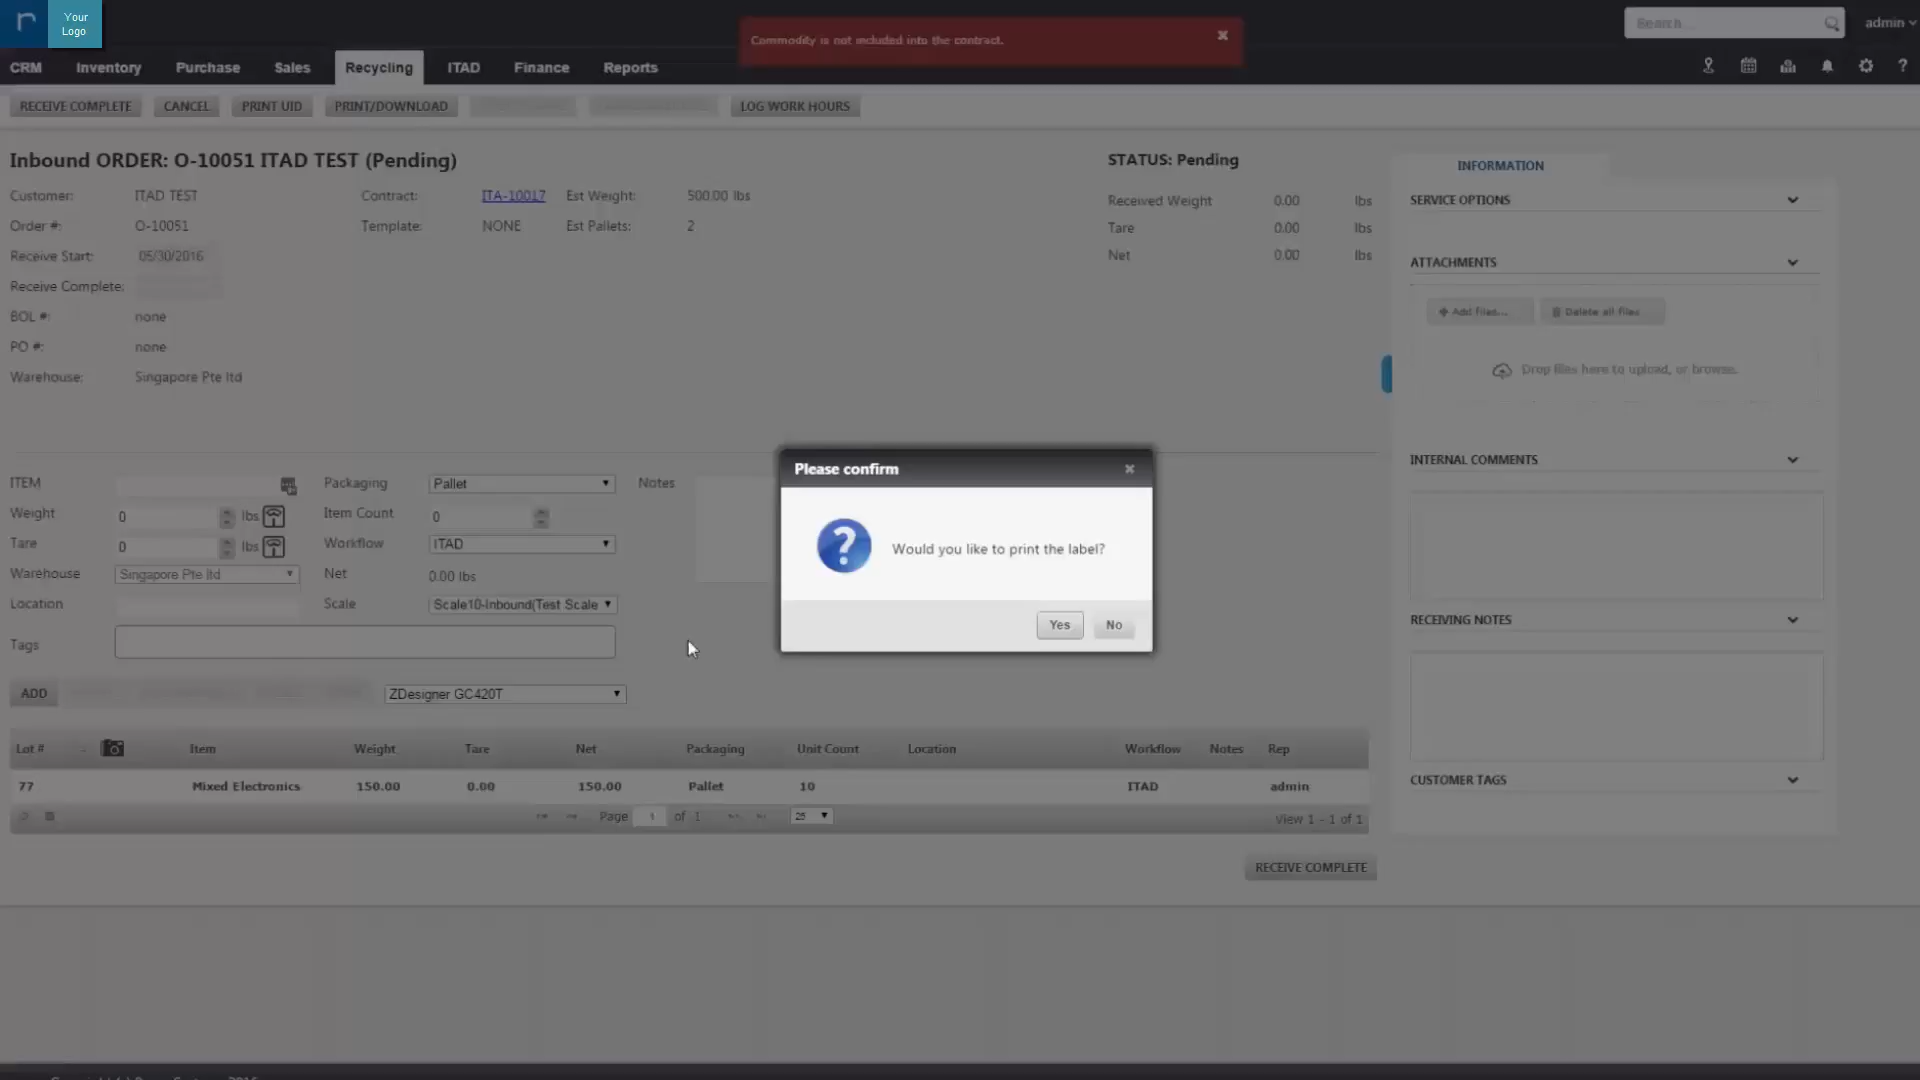 Your
Logo
Search...
admin
Commodity is not included into the contract.
CRM Inventory Purchase Sales Recycling ITAD Finance Reports
RECEIVE COMPLETE CANCEL PRINT UID PRINT/DOWNLOAD LOG WORK HOURS
Inbound ORDER: O-10051 ITAD TEST (Pending)
Customer: ITAD TEST Contract: ITA-10017 Est Weight: 500.00 lbs
Order #: O-10051 Template: NONE Est Pallets: 2
Receive Start: 05/30/2016
Receive Complete:
BOL #: none
PO #: none
Warehouse: Singapore Pte ltd
STATUS: Pending
Received Weight 0.00 lbs
Tare 0.00 lbs
Net 0.00 lbs
INFORMATION
SERVICE OPTIONS
ATTACHMENTS
Add files... Delete all files
Drop files here to upload, or browse.
INTERNAL COMMENTS
RECEIVING NOTES
CUSTOMER TAGS
ITEM Packaging Pallet Notes
Weight 0 lbs Item Count 0
Tare 0 lbs Workflow ITAD
Warehouse Singapore Pte ltd Net 0.00 lbs
Location Scale Scale10-Inbound(Test Scale
Tags
Please confirm
Would you like to print the label?
Yes No
ADD ZDesigner GC420T
Lot # Item Weight Tare Net Packaging Unit Count Location Workflow Notes Rep
77 Mixed Electronics 150.00 0.00 150.00 Pallet 10 ITAD admin
Page 1 of 1 25 View 1 - 1 of 1
RECEIVE COMPLETE